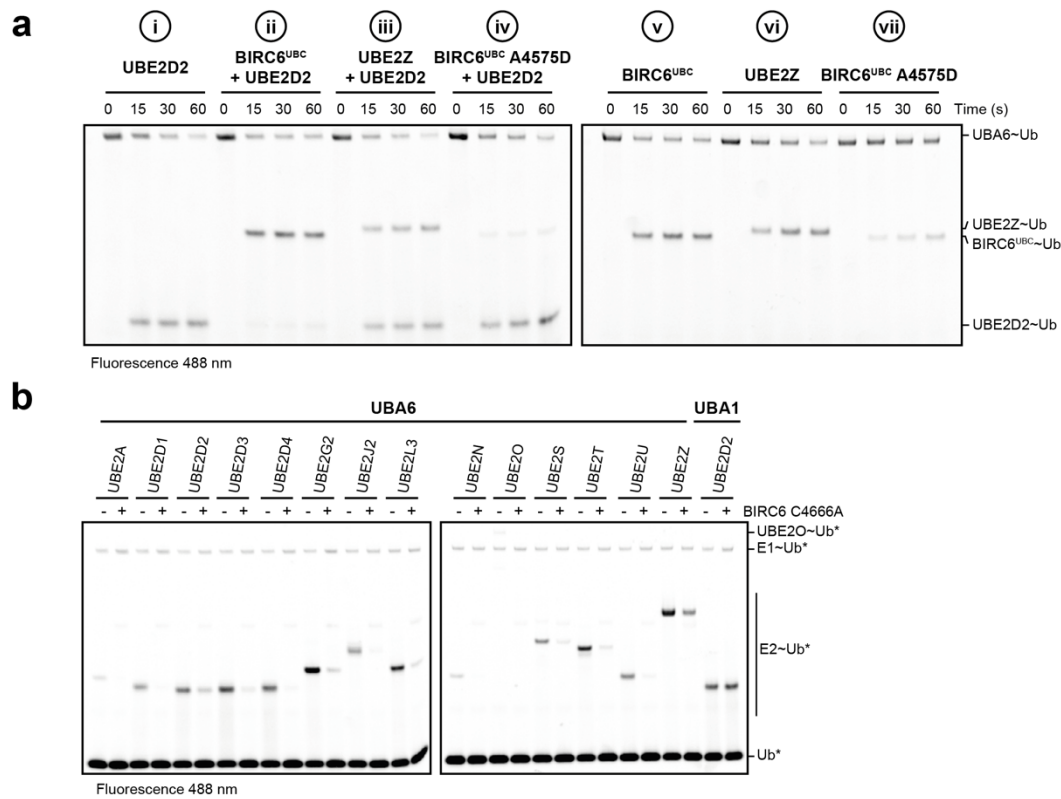 a
i ii iii iv v vi vii
UBE2D2 BIRC6UBC + UBE2D2 UBE2Z + UBE2D2 BIRC6UBC A4575D + UBE2D2 BIRC6UBC UBE2Z BIRC6UBC A4575D
0 15 30 60 0 15 30 60 0 15 30 60 0 15 30 60 0 15 30 60 0 15 30 60 0 15 30 60 Time (s)
UBA6~Ub
UBE2Z~Ub
BIRC6UBC~Ub
UBE2D2~Ub
Fluorescence 488 nm
b
UBA6 UBA1
UBE2A UBE2D1 UBE2D2 UBE2D3 UBE2D4 UBE2G2 UBE2J2 UBE2L3 UBE2N UBE2O UBE2S UBE2T UBE2U UBE2Z UBE2D2
- + - + - + - + - + - + - + - + - + - + - + - + - + - + - + BIRC6 C4666A
UBE2O~Ub*
E1~Ub*
E2~Ub*
Ub*
Fluorescence 488 nm